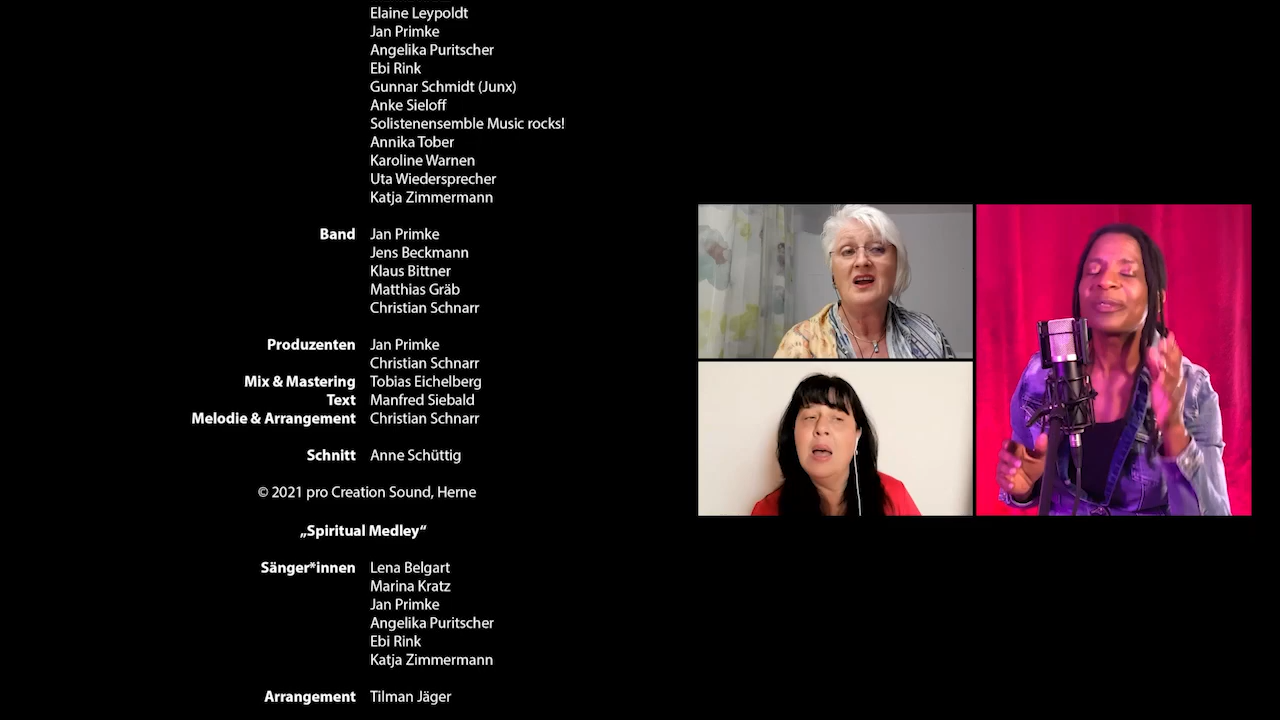 Elaine Leypoldt
Jan Primke
Angelika Puritscher
Ebi Rink
Gunnar Schmidt (Junx)
Anke Sieloff
Solistenensemble Music rocks!
Annika Tober
Karoline Warnen
Uta Wiedersprecher
Katja Zimmermann
Band Jan Primke
Jens Beckmann
Klaus Bittner
Matthias Gräb
Christian Schnarr
Produzenten Jan Primke
Christian Schnarr
Mix & Mastering Tobias Eichelberg
Text Manfred Siebald
Melodie & Arrangement Christian Schnarr
Schnitt Anne Schüttig
© 2021 pro Creation Sound, Herne
„Spiritual Medley“
Sänger*innen Lena Belgart
Marina Kratz
Jan Primke
Angelika Puritscher
Ebi Rink
Katja Zimmermann
Arrangement Tilman Jäger